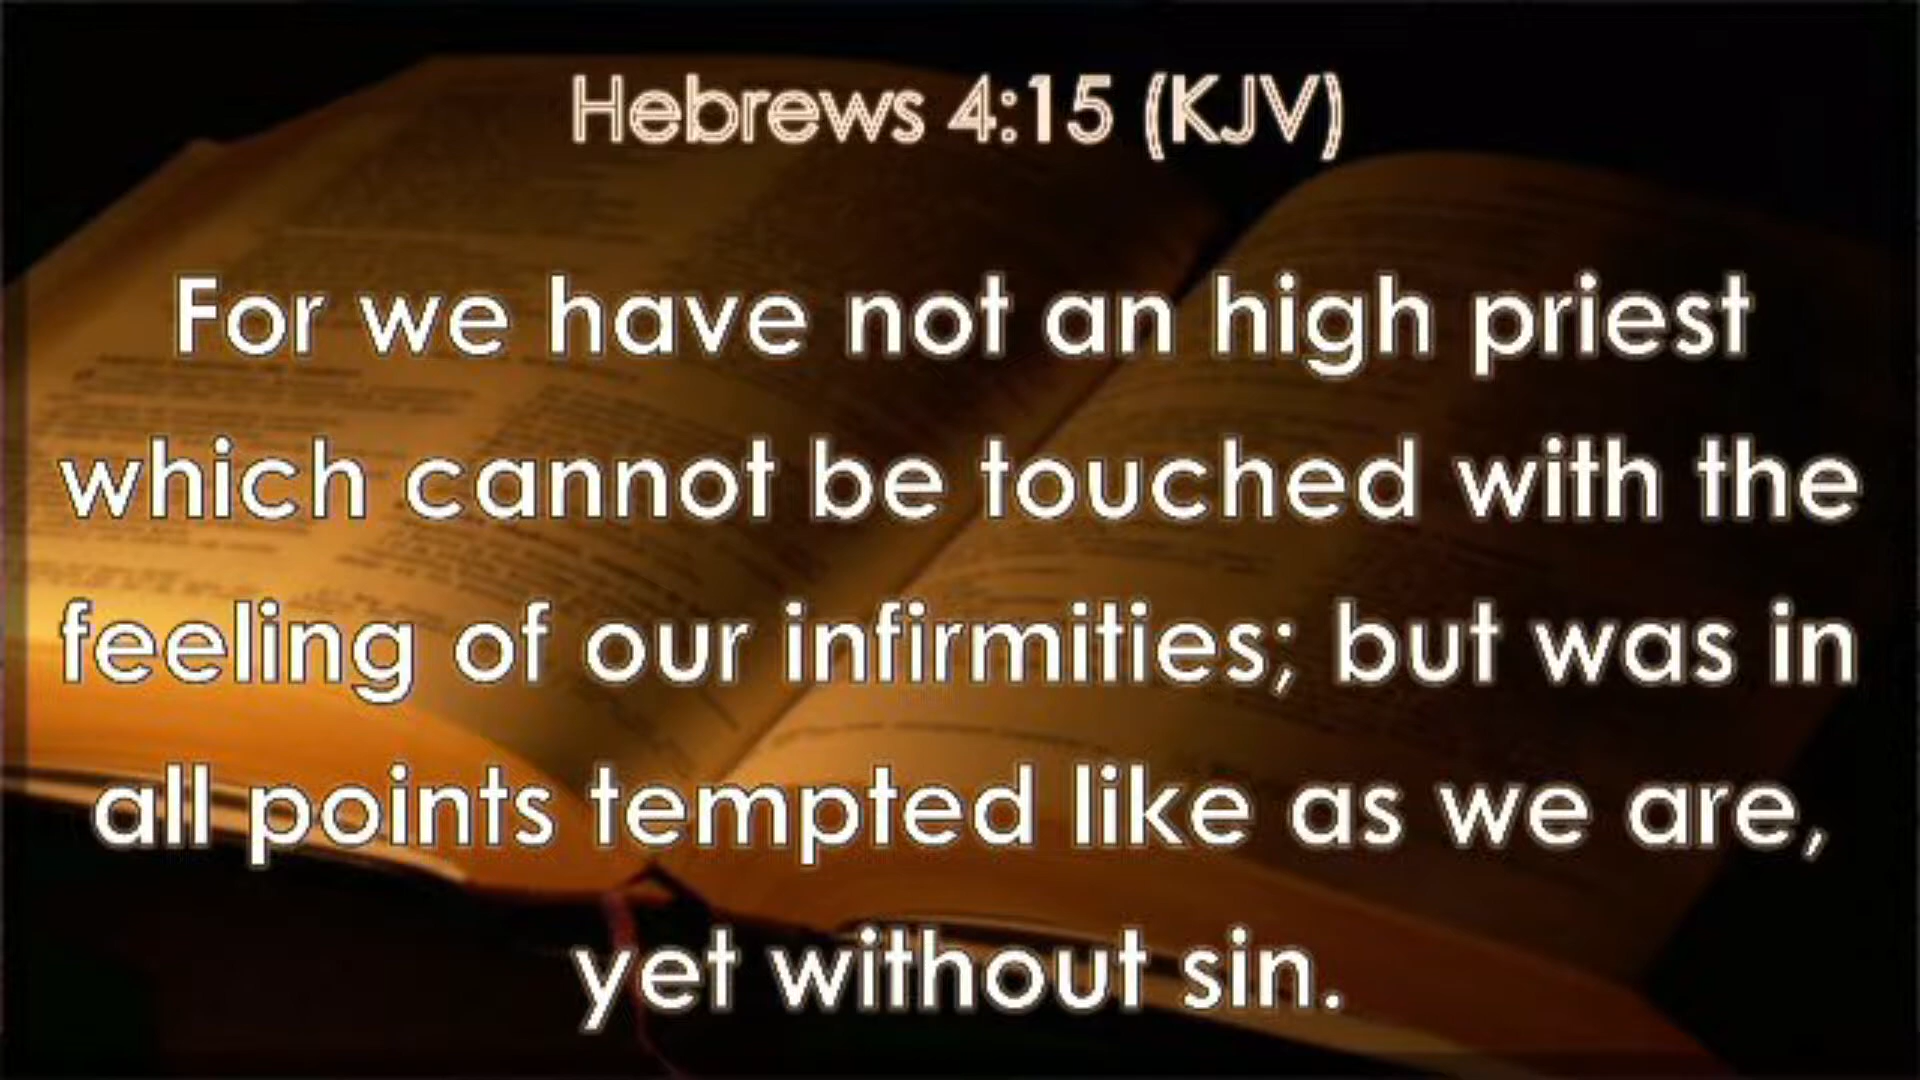 Hebrews 4:15 (KJV)
For we have not an high priest
which cannot be touched with the
feeling of our infirmities; but was in
all points tempted like as we are,
yet without sin.